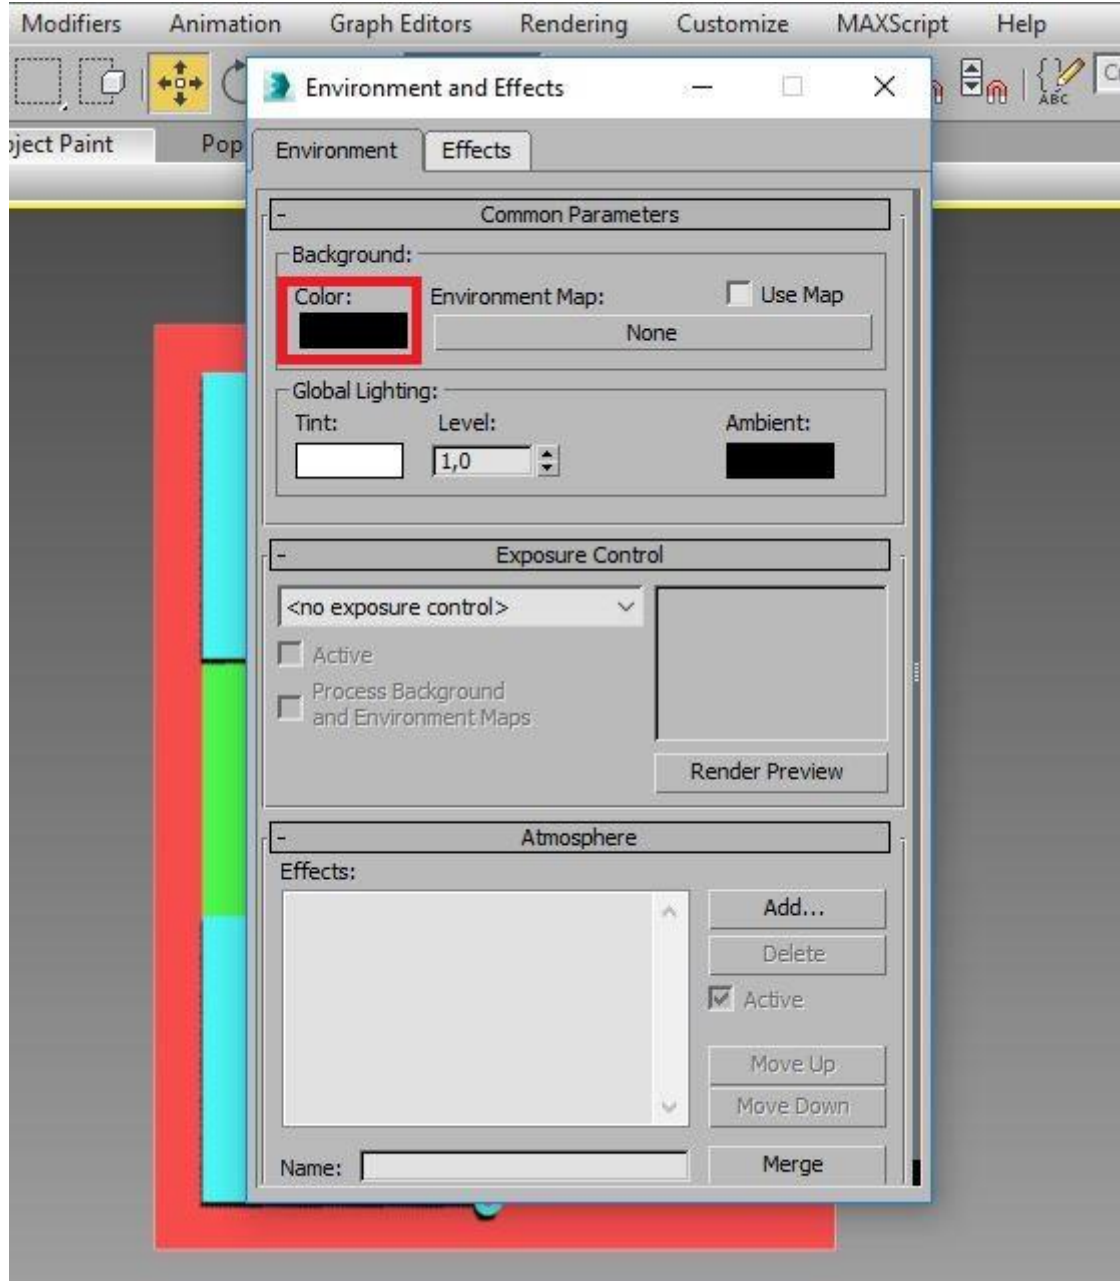 Modifiers Animation Graph Editors Rendering Customize MAXScript Help
ABC
Environment and Effects
ject Paint Pop
Environment Effects
- Common Parameters
Background:
Color: Environment Map: Use Map
None
Global Lighting:
Tint: Level: Ambient:
1,0
- Exposure Control
<no exposure control>
Active
Process Background
and Environment Maps
Render Preview
- Atmosphere
Effects:
Add...
Delete
Active
Move Up
Move Down
Name: Merge